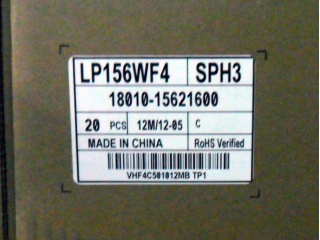 LP156WF4 SPH3
18010-15621600
20 PCS 12M/12-05 C
MADE IN CHINA RoHS Verified
VHF4C501012MB TP1